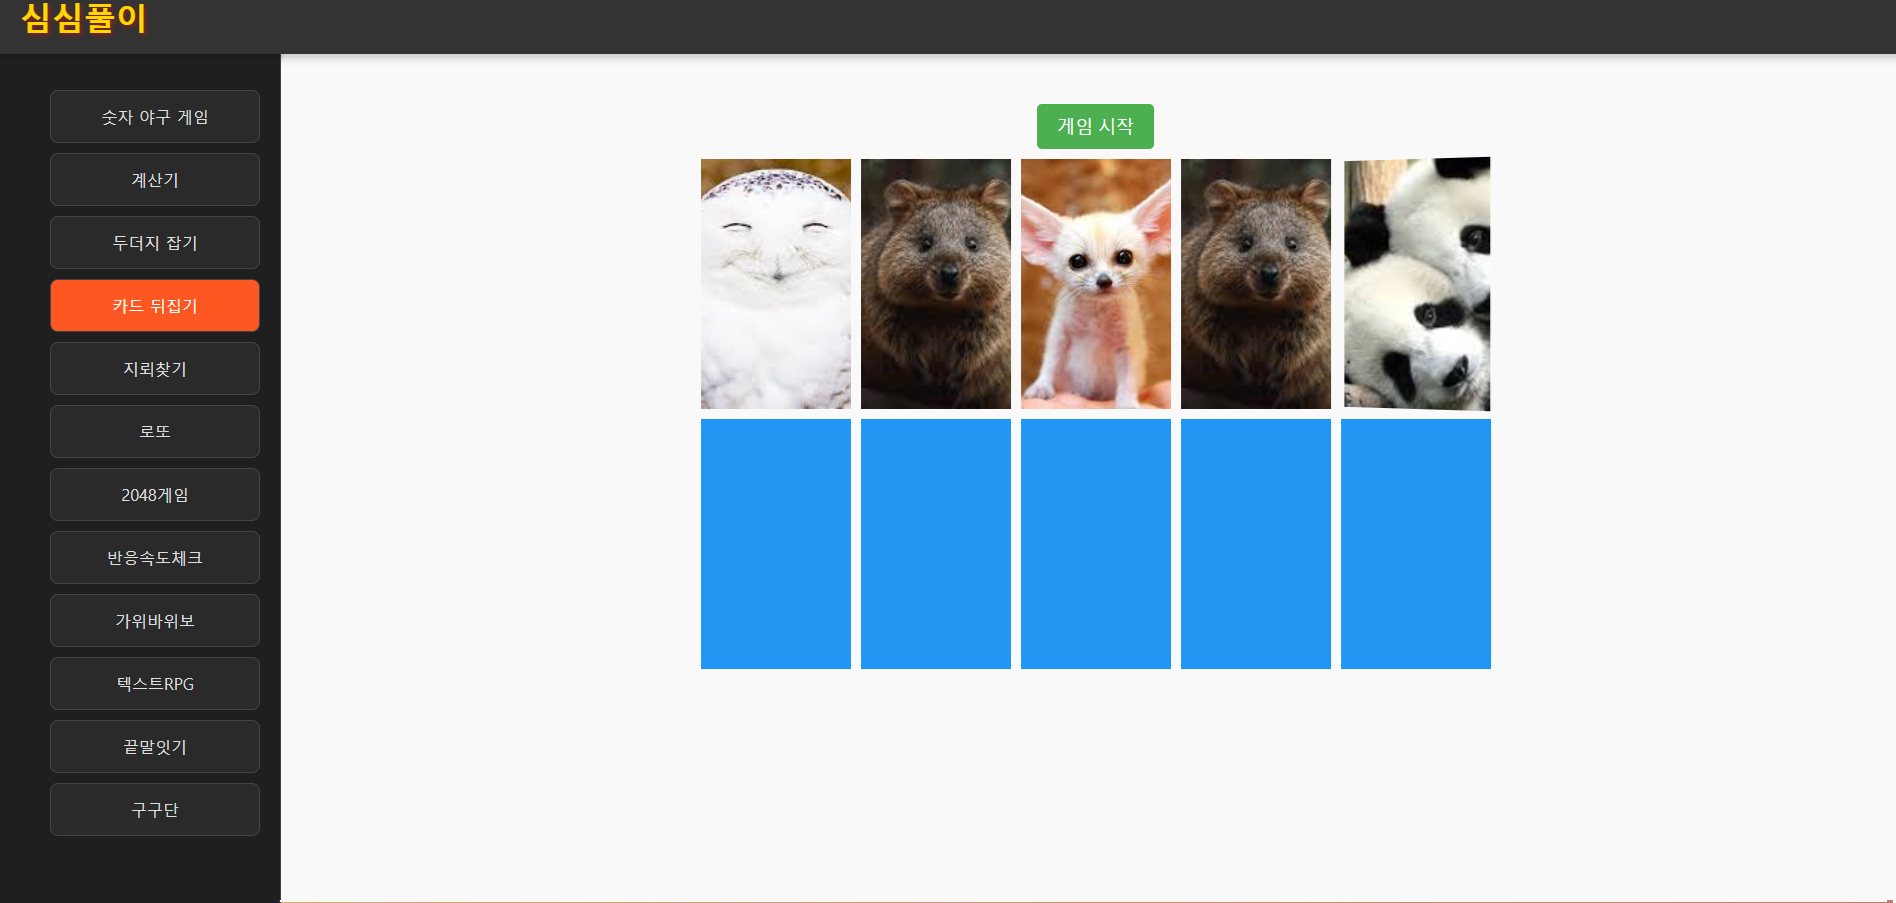 심심풀이
숫자 야구 게임
계산기
두더지 잡기
카드 뒤집기
지뢰찾기
로또
2048게임
반응속도체크
가위바위보
텍스트RPG
끝말잇기
구구단
게임 시작